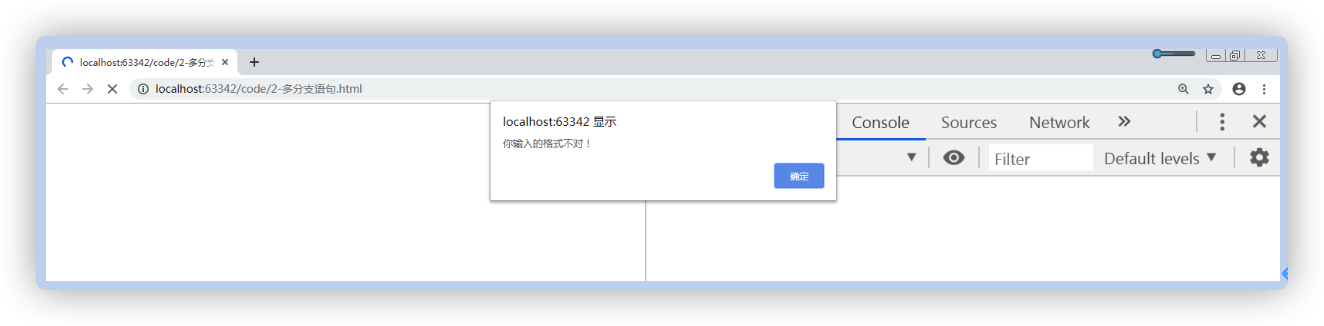 localhost:63342/code/2-多分支
localhost:63342/code/2-多分支语句.html
localhost:63342 显示
你输入的格式不对！
确定
Console
Sources
Network
Filter
Default levels